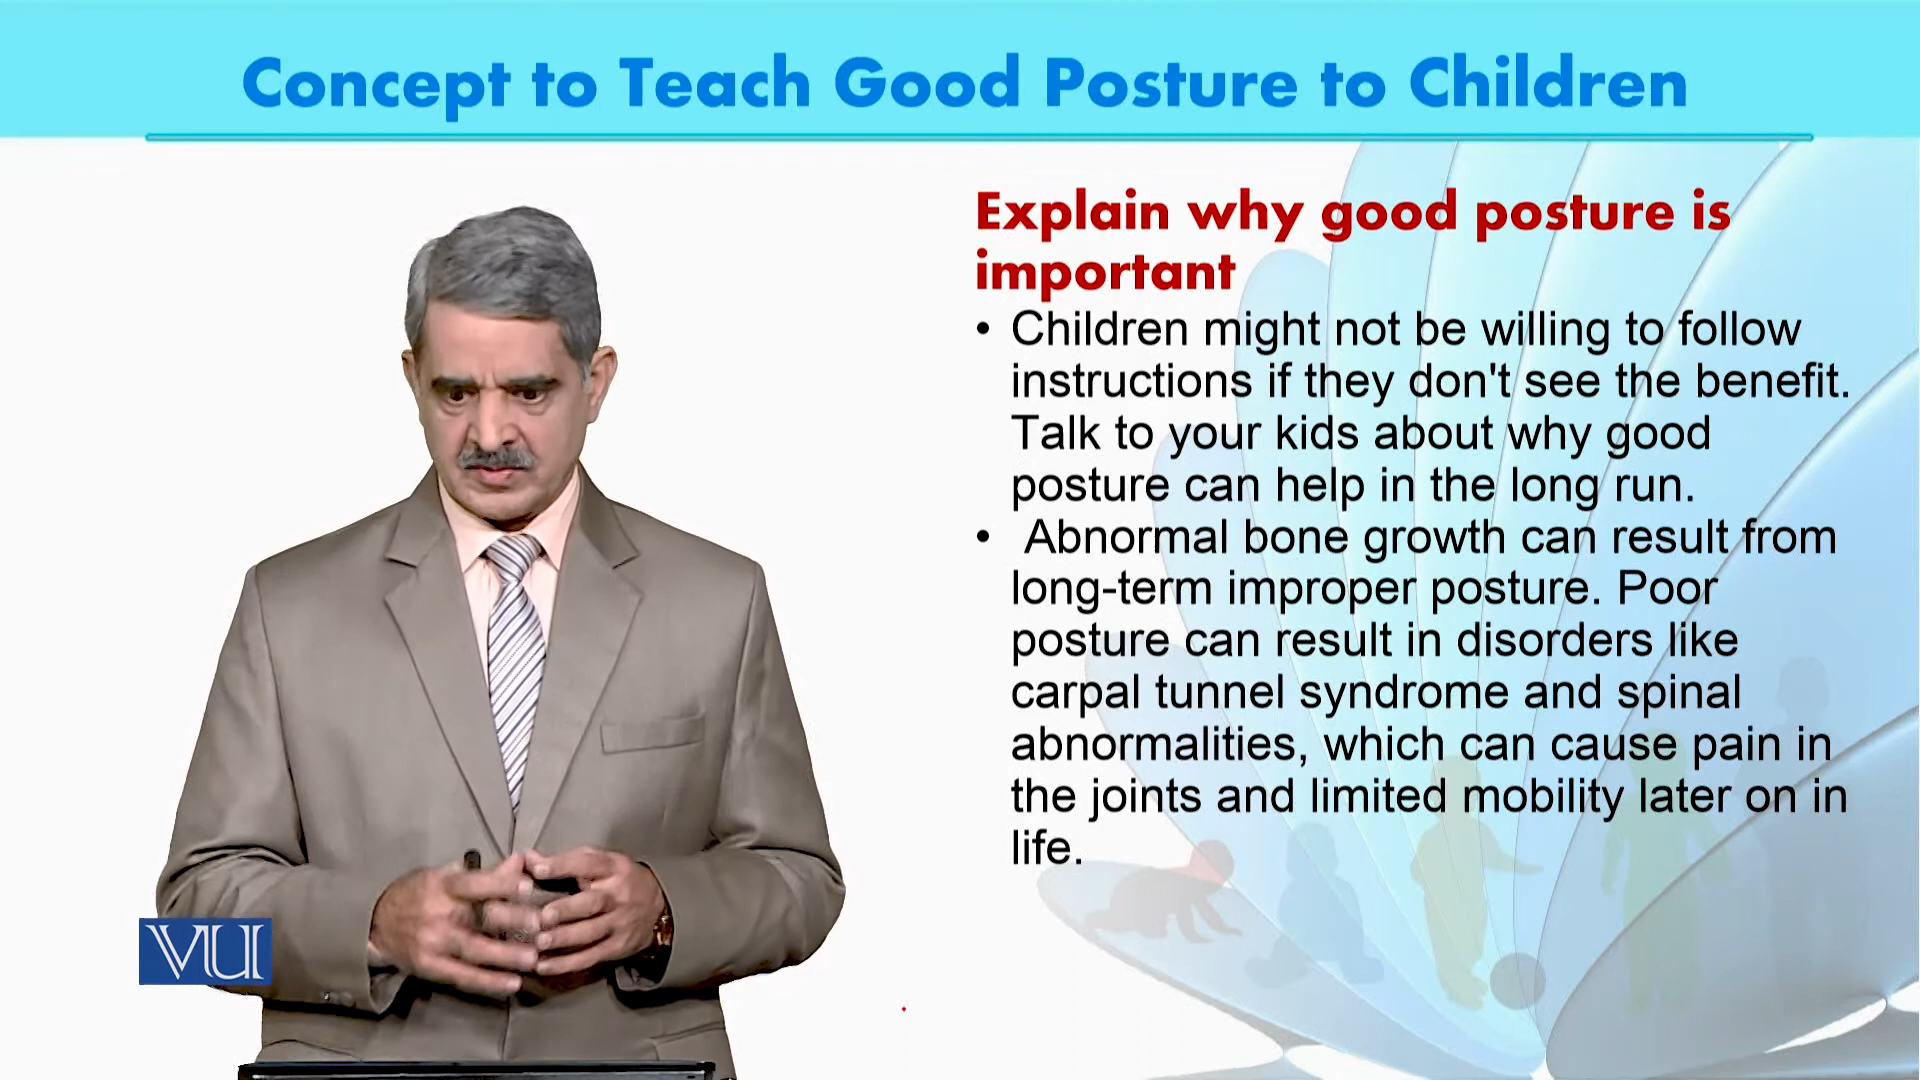 Concept to Teach Good Posture to Children
Explain why good posture is
important
• Children might not be willing to follow
instructions if they don't see the benefit.
Talk to your kids about why good
posture can help in the long run.
• Abnormal bone growth can result from
long-term improper posture. Poor
posture can result in disorders like
carpal tunnel syndrome and spinal
abnormalities, which can cause pain in
the joints and limited mobility later on in
life.
VU